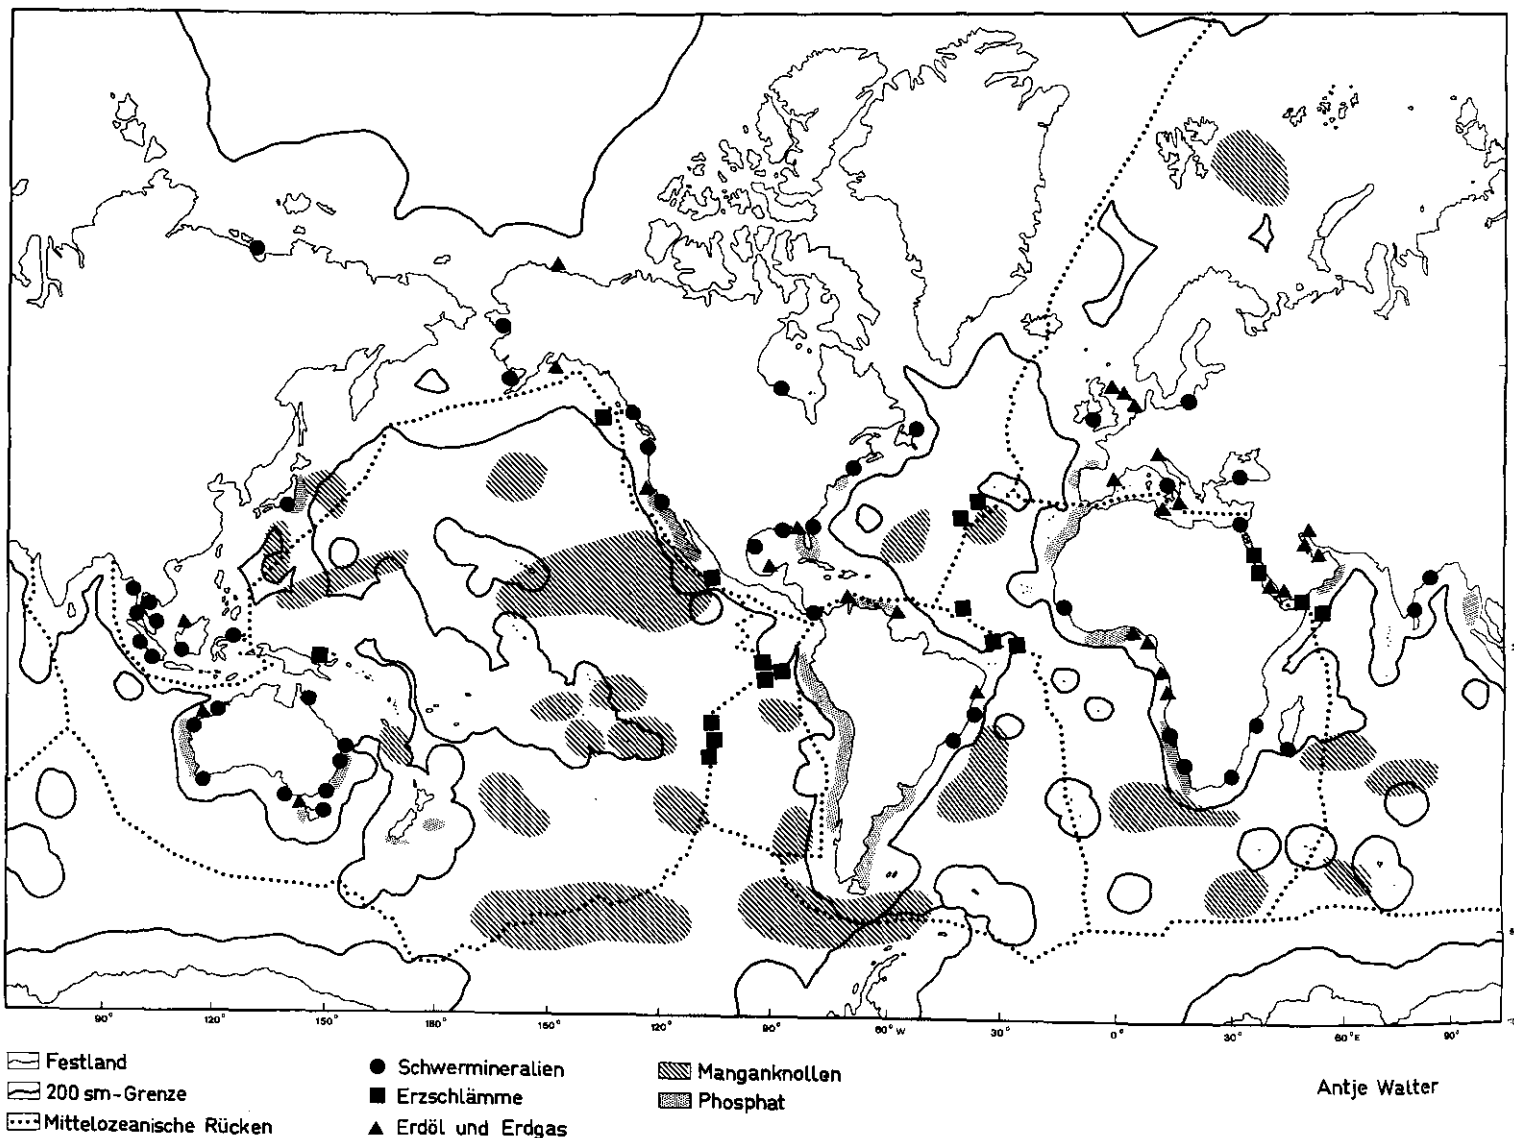 90° 120° 150° 180° 150° 90° 60° W 30° 0° 30° 60° E 90°
Festland
200 sm-Grenze
Mittelozeanische Rücken
Schwermineralien
Erzschlämme
Erdöl und Erdgas
Manganknollen
Phosphat
Antje Walter